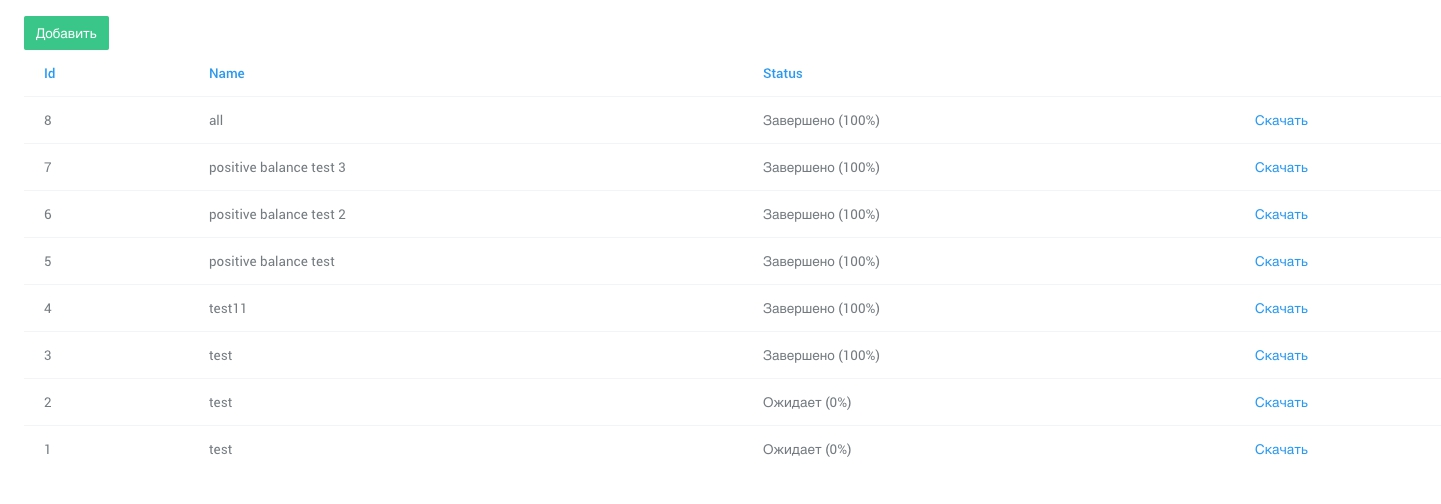 Добавить
Id Name Status
8 all Завершено (100%) Скачать
7 positive balance test 3 Завершено (100%) Скачать
6 positive balance test 2 Завершено (100%) Скачать
5 positive balance test Завершено (100%) Скачать
4 test11 Завершено (100%) Скачать
3 test Завершено (100%) Скачать
2 test Ожидает (0%) Скачать
1 test Ожидает (0%) Скачать